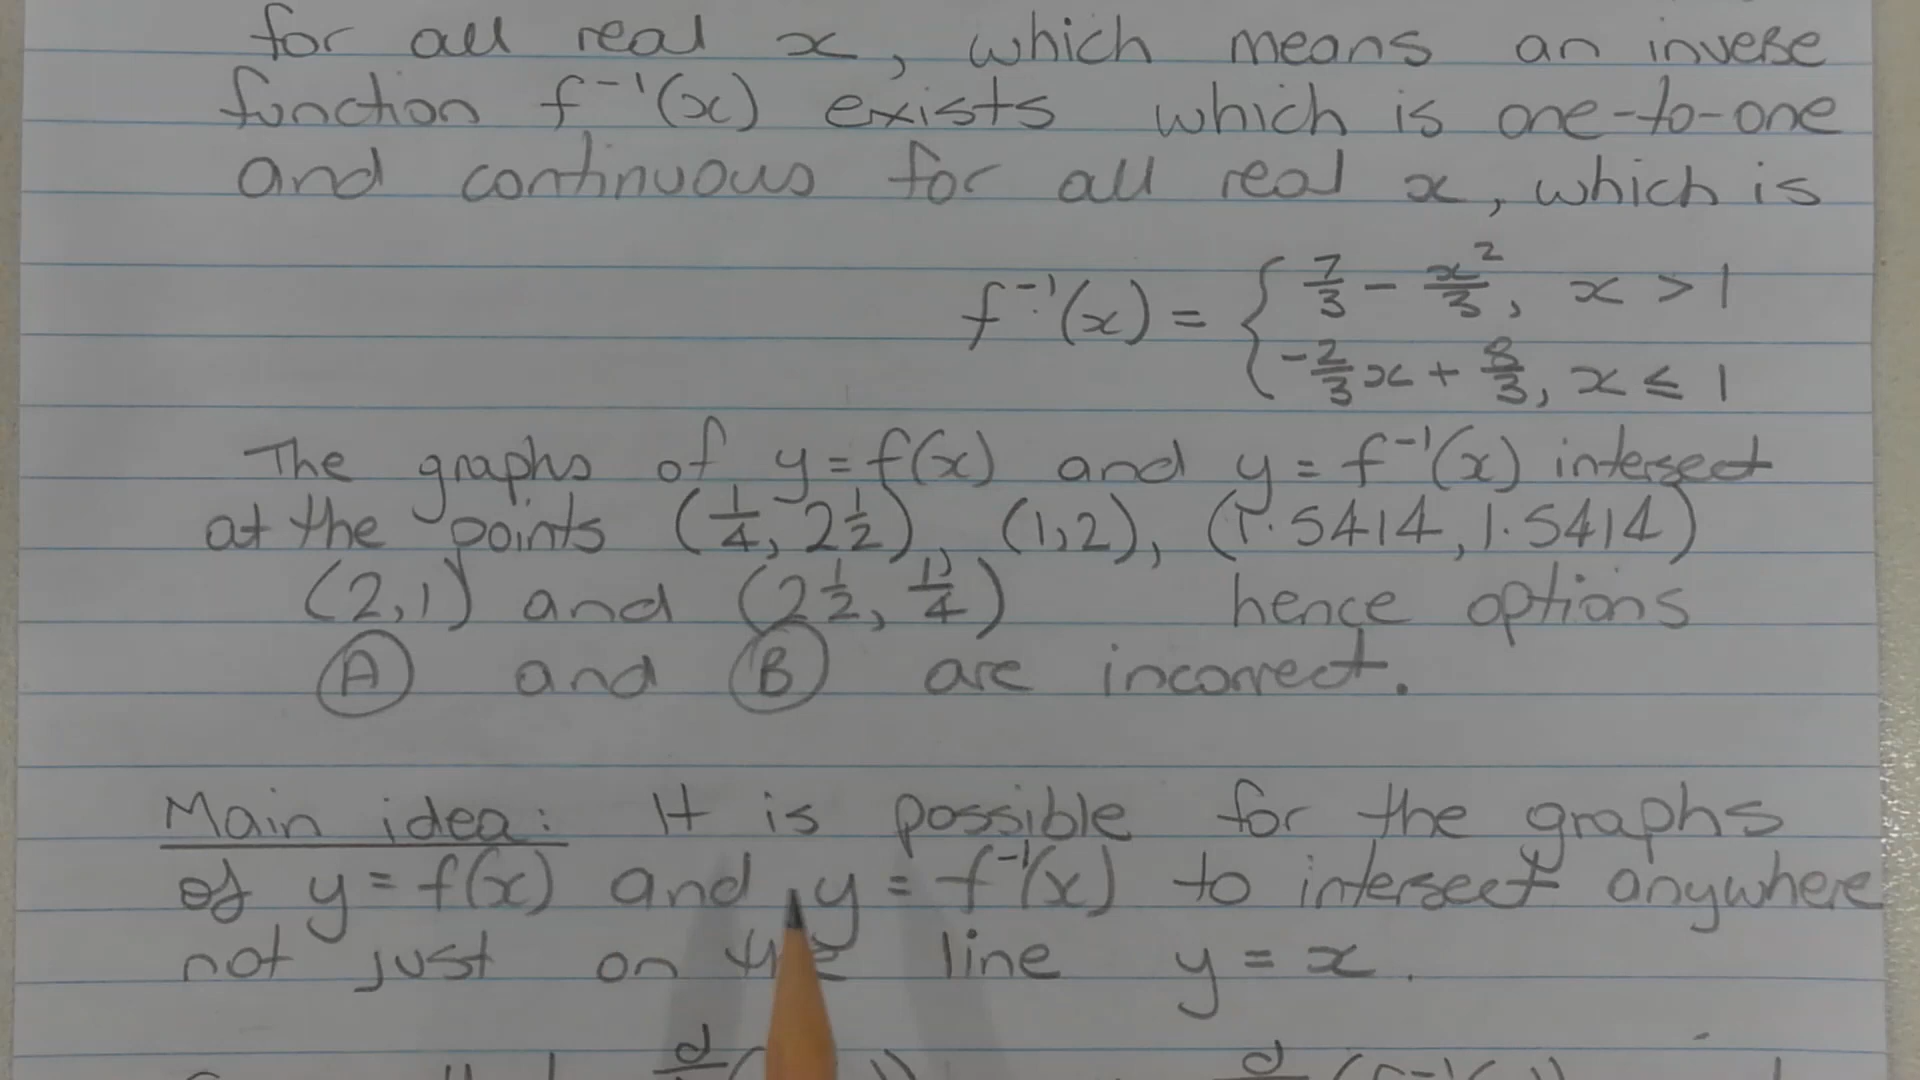 for all real x, which means an inverse
function f⁻¹(x) exists which is one-to-one
and continuous for all real x, which is
f⁻¹(x) = { 7/3 - x²/3, x > 1
-2/3 x + 8/3, x ≤ 1
The graphs of y = f(x) and y = f⁻¹(x) intersect
at the points (1/4, 2 1/2), (1,2), (1.5414, 1.5414)
(2,1) and (2 1/2, /4) hence options
A and B are incorrect.
Main idea: It is possible for the graphs
of y = f(x) and y = f⁻¹(x) to intersect anywhere
not just on the line y = x.